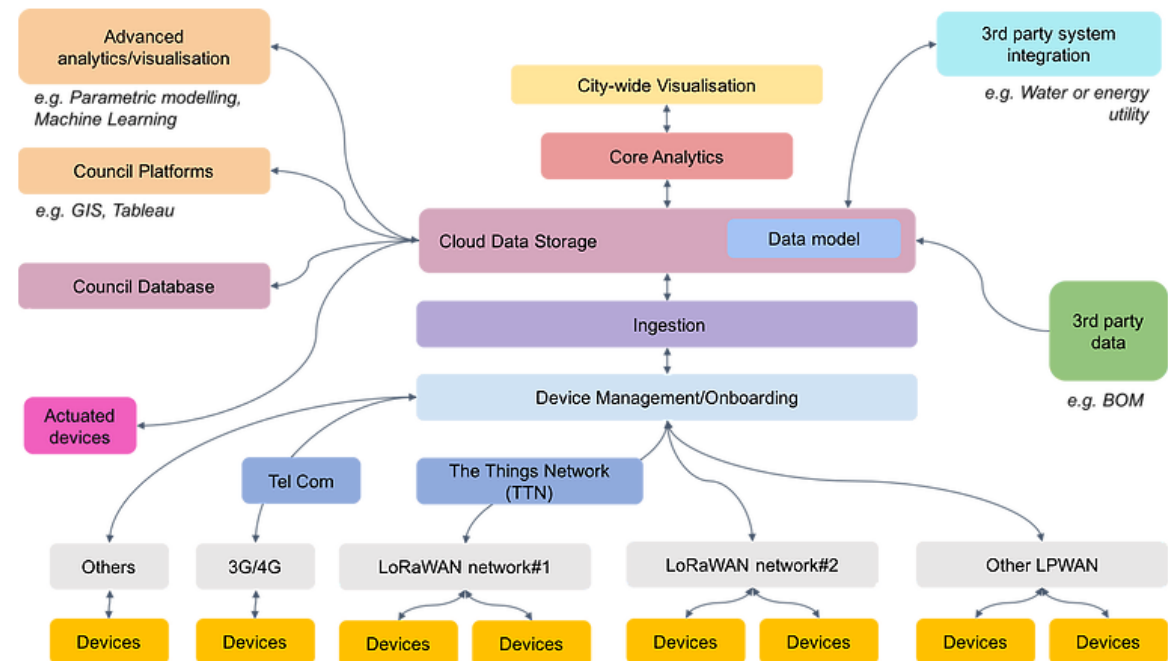 Advanced
analytics/visualisation
e.g. Parametric modelling,
Machine Learning
3rd party system
integration
e.g. Water or energy
utility
City-wide Visualisation
Core Analytics
Council Platforms
e.g. GIS, Tableau
Cloud Data Storage
Data model
Council Database
Ingestion
3rd party
data
e.g. BOM
Device Management/Onboarding
Actuated
devices
Tel Com
The Things Network
(TTN)
Others
3G/4G
LoRaWAN network#1
LoRaWAN network#2
Other LPWAN
Devices
Devices
Devices
Devices
Devices
Devices
Devices
Devices